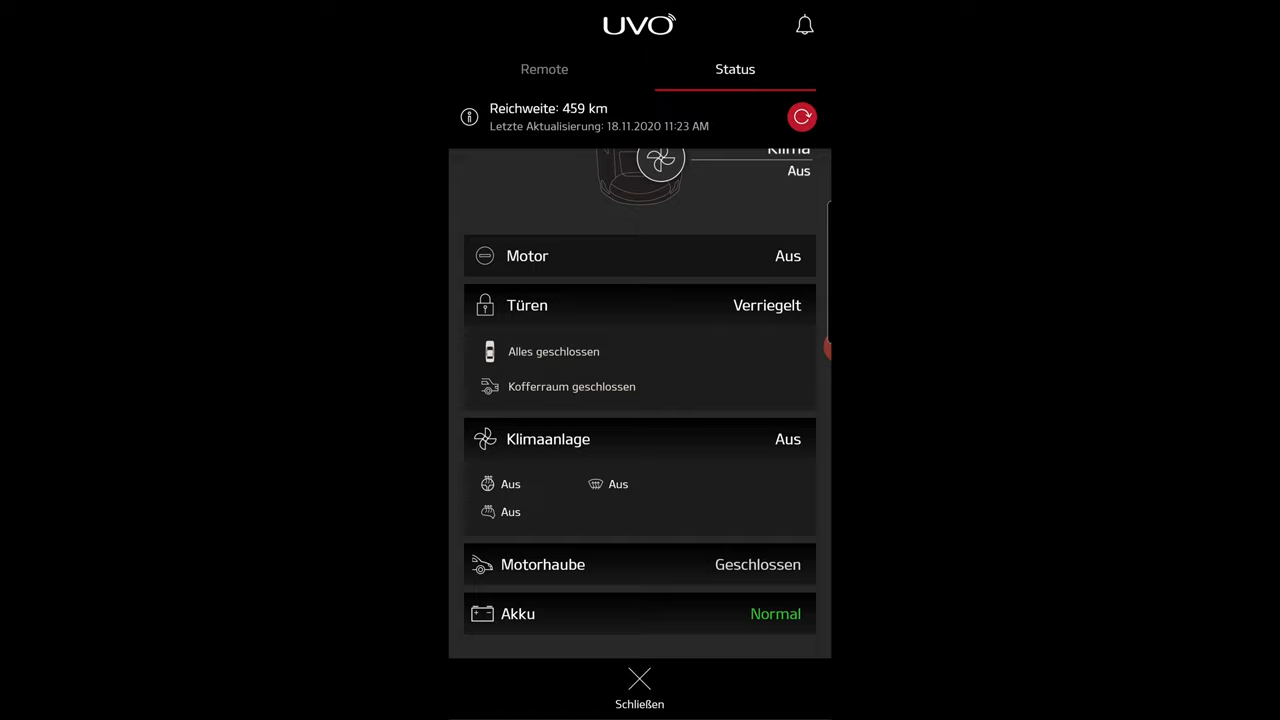 UVO
Remote
Status
Reichweite: 459 km
Letzte Aktualisierung: 18.11.2020 11:23 AM
Klima
Aus
Motor Aus
Türen Verriegelt
Alles geschlossen
Kofferraum geschlossen
Klimaanlage Aus
Aus Aus
Aus
Motorhaube Geschlossen
Akku Normal
Schließen